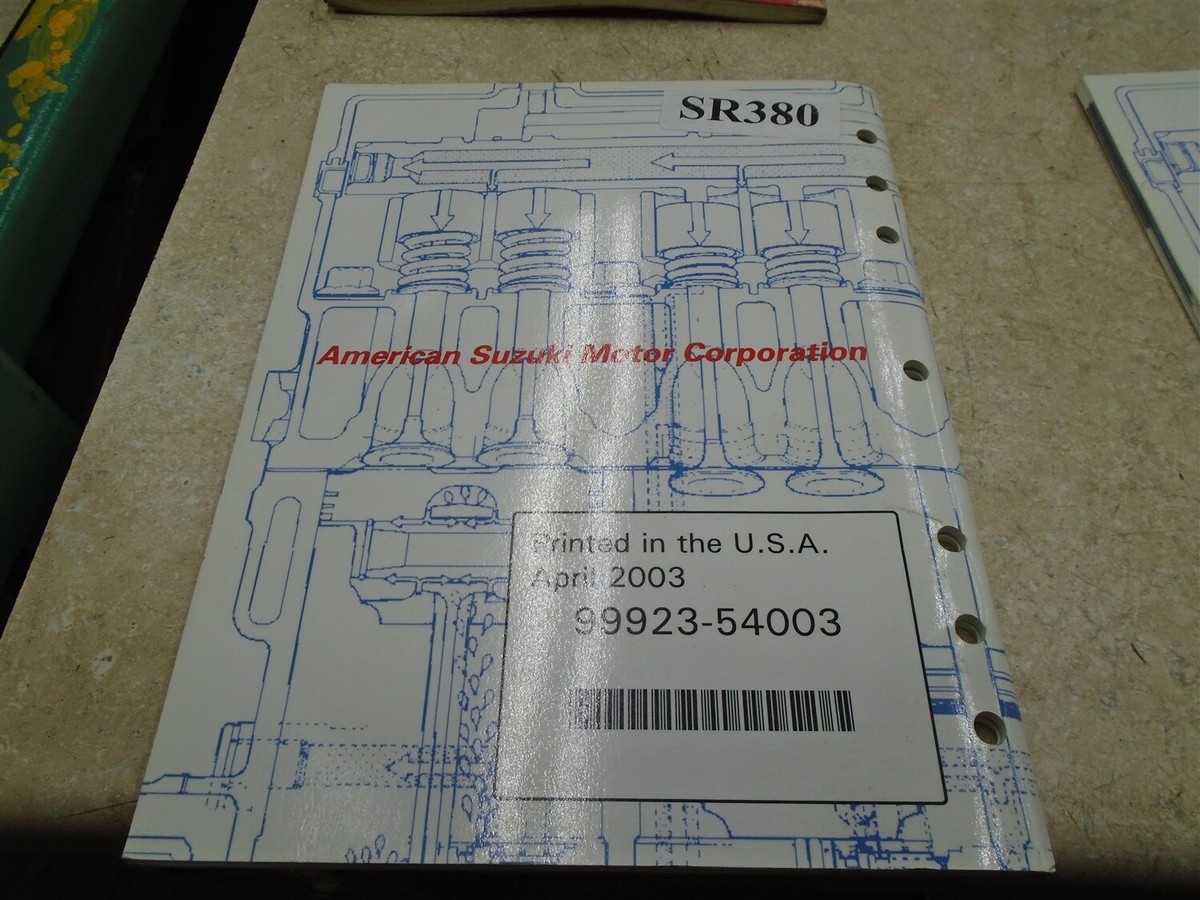 SR380
American Suzuki Motor Corporation
Printed in the U.S.A.
April 2003
99923-54003